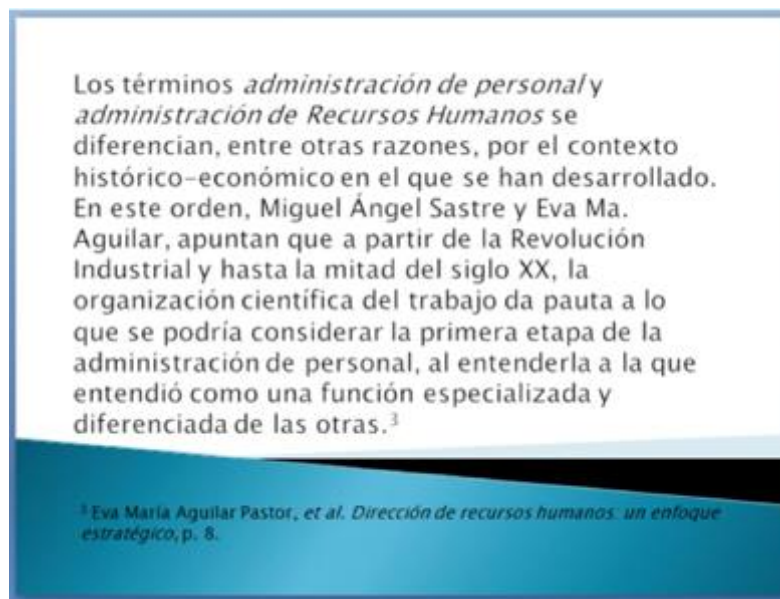 Los términos administración de personal y
administración de Recursos Humanos se
diferencian, entre otras razones, por el contexto
histórico-económico en el que se han desarrollado.
En este orden, Miguel Ángel Sastre y Eva Ma.
Aguilar, apuntan que a partir de la Revolución
Industrial y hasta la mitad del siglo XX, la
organización científica del trabajo da pauta a lo
que se podría considerar la primera etapa de la
administración de personal, al entenderla a la que
entendió como una función especializada y
diferenciada de las otras.³
³ Eva María Aguilar Pastor, et al. Dirección de recursos humanos: un enfoque
estratégico, p. 8.